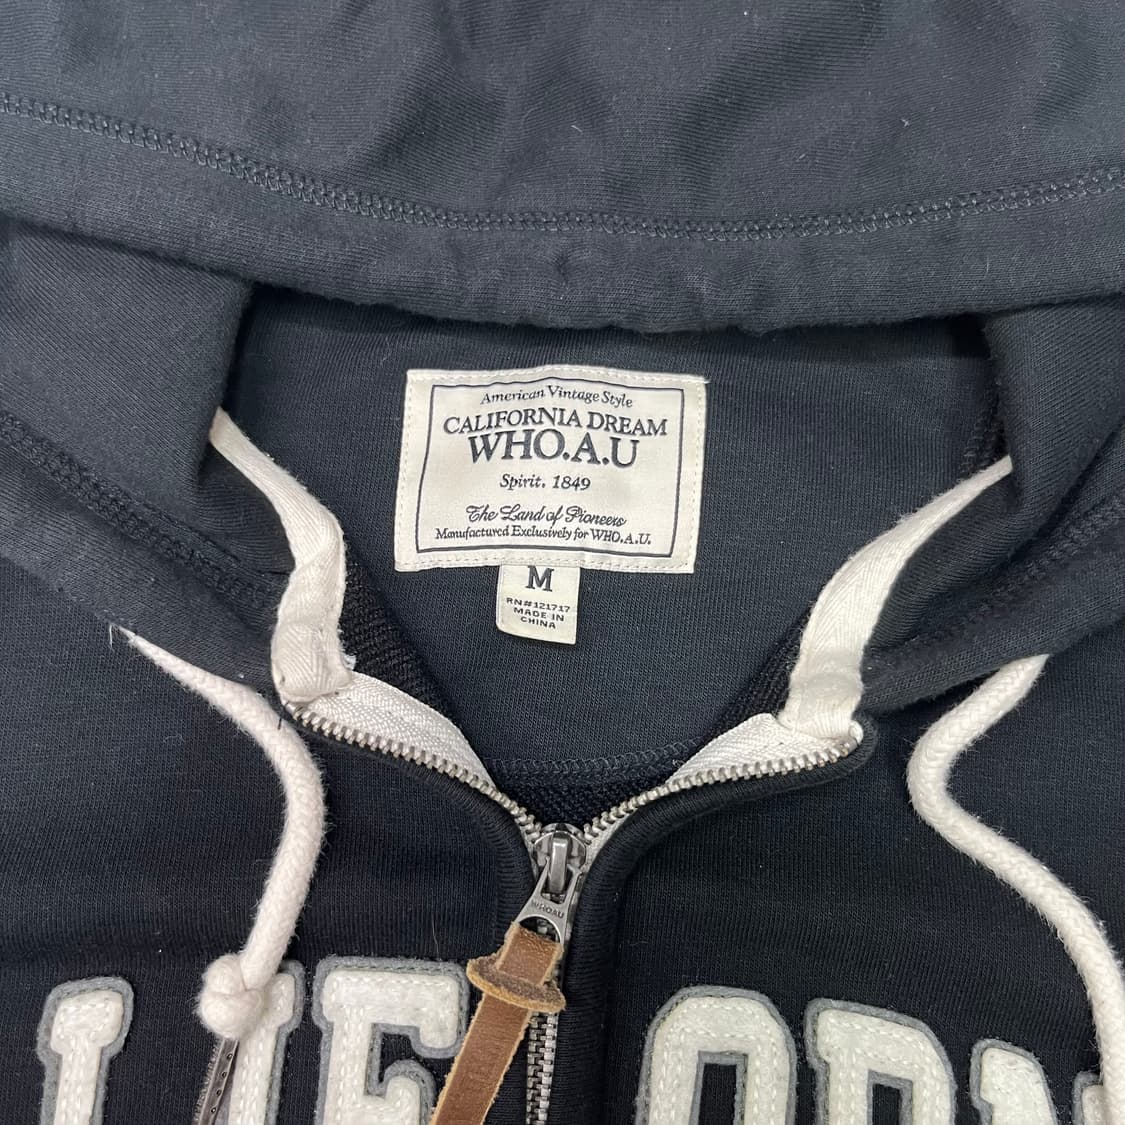 American Vintage Style
CALIFORNIA DREAM
WHO.A.U
Spirit. 1849
The Land of Pioneers
Manufactured Exclusively for WHO.A.U.
M
RN#121717
MADE IN
CHINA
WHOAU
LIFORN